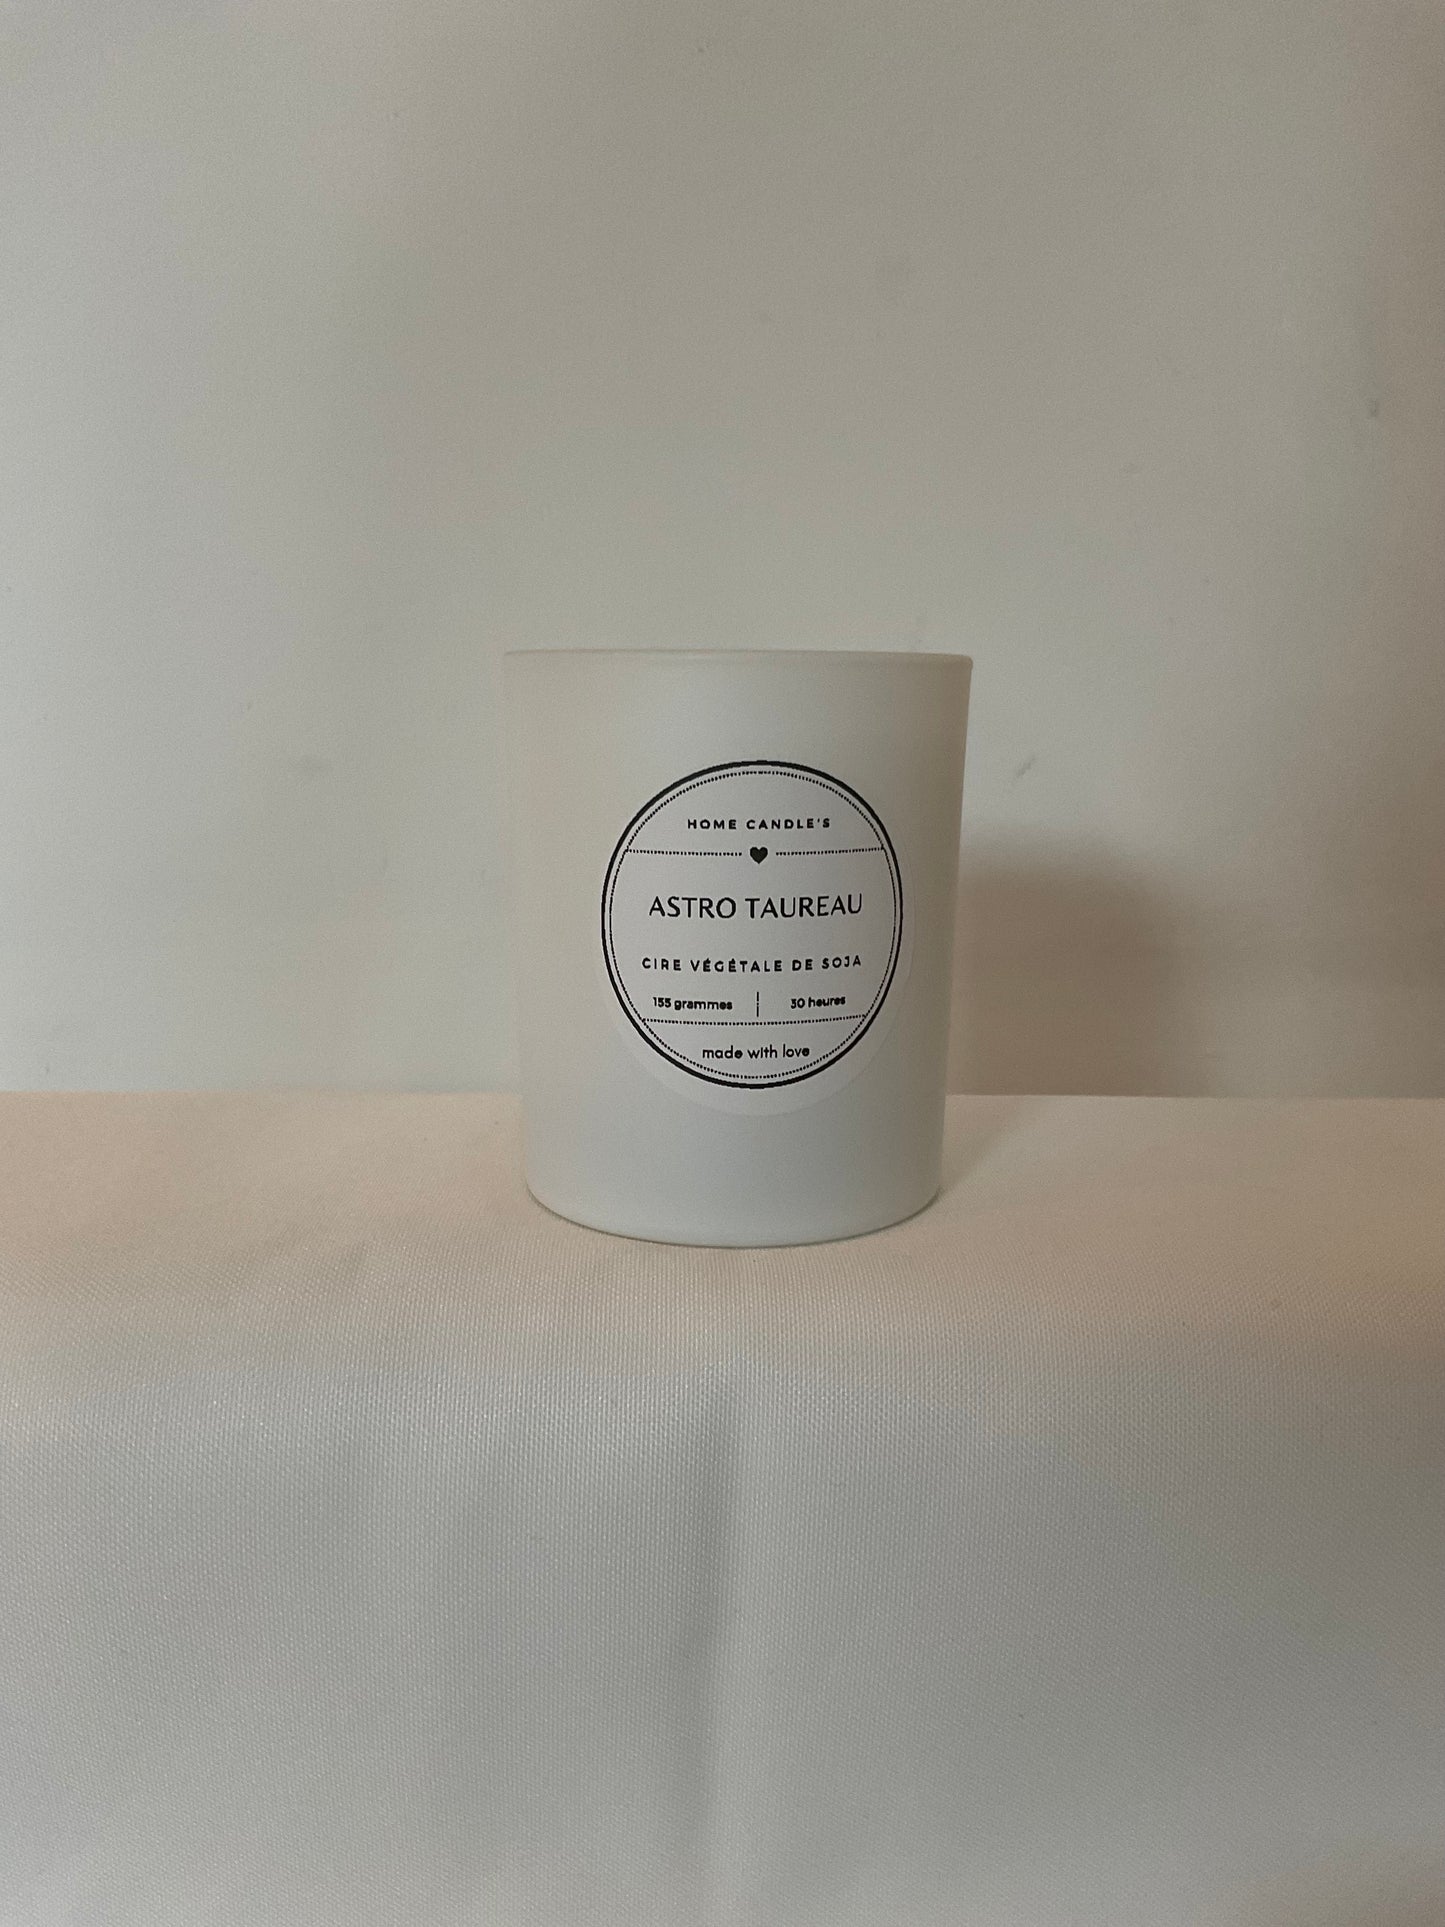 HOME CANDLE'S
ASTRO TAUREAU
CIRE VÉGÉTALE DE SOJA
155 grammes | 30 heures
made with love